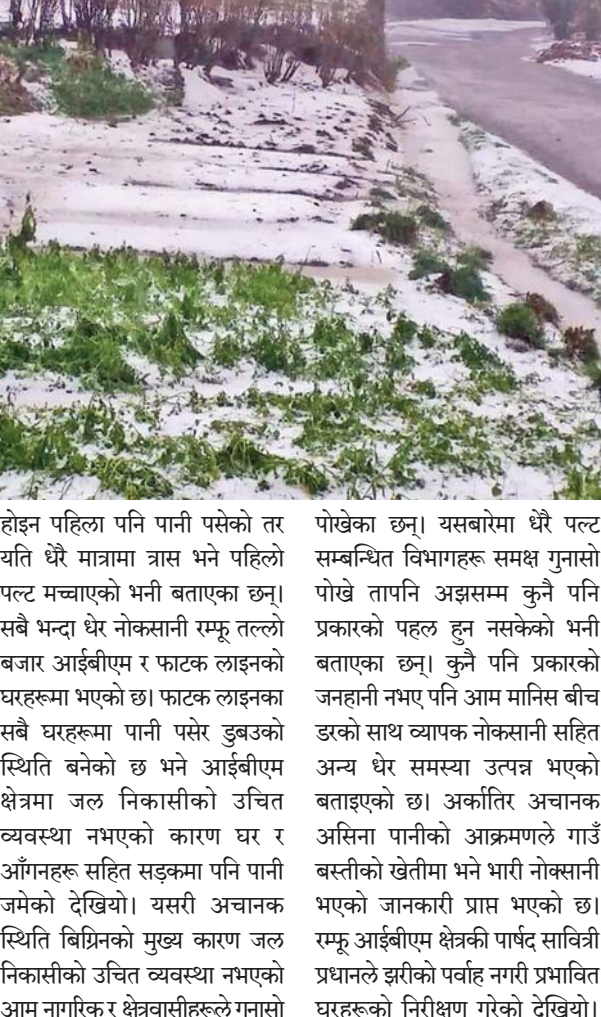 होइन पहिला पनि पानी पसेको तर
यति धेरै मात्रामा त्रास भने पहिलो
पल्ट मच्चाएको भनी बताएका छन्।
सबै भन्दा धेर नोकसानी रम्फू तल्लो
बजार आईबीएम र फाटक लाइनको
घरहरूमा भएको छ। फाटक लाइनका
सबै घरहरूमा पानी पसेर डुबउको
स्थिति बनेको छ भने आईबीएम
क्षेत्रमा जल निकासीको उचित
व्यवस्था नभएको कारण घर र
आँगनहरू सहित सड़कमा पनि पानी
जमेको देखियो। यसरी अचानक
स्थिति बिग्रिनको मुख्य कारण जल
निकासीको उचित व्यवस्था नभएको
आम नागरिक र क्षेत्रवासीहरूले गुनासो
पोखेका छन्। यसबारेमा धेरै पल्ट
सम्बन्धित विभागहरू समक्ष गुनासो
पोखे तापनि अझसम्म कुनै पनि
प्रकारको पहल हुन नसकेको भनी
बताएका छन्। कुनै पनि प्रकारको
जनहानी नभए पनि आम मानिस बीच
डरको साथ व्यापक नोकसानी सहित
अन्य धेर समस्या उत्पन्न भएको
बताइएको छ। अर्कातिर अचानक
असिना पानीको आक्रमणले गाउँ
बस्तीको खेतीमा भने भारी नोक्सानी
भएको जानकारी प्राप्त भएको छ।
रम्फू आईबीएम क्षेत्रकी पार्षद सावित्री
प्रधानले झरीको पर्वाह नगरी प्रभावित
घरहरूको निरीक्षण गरेको देखियो।